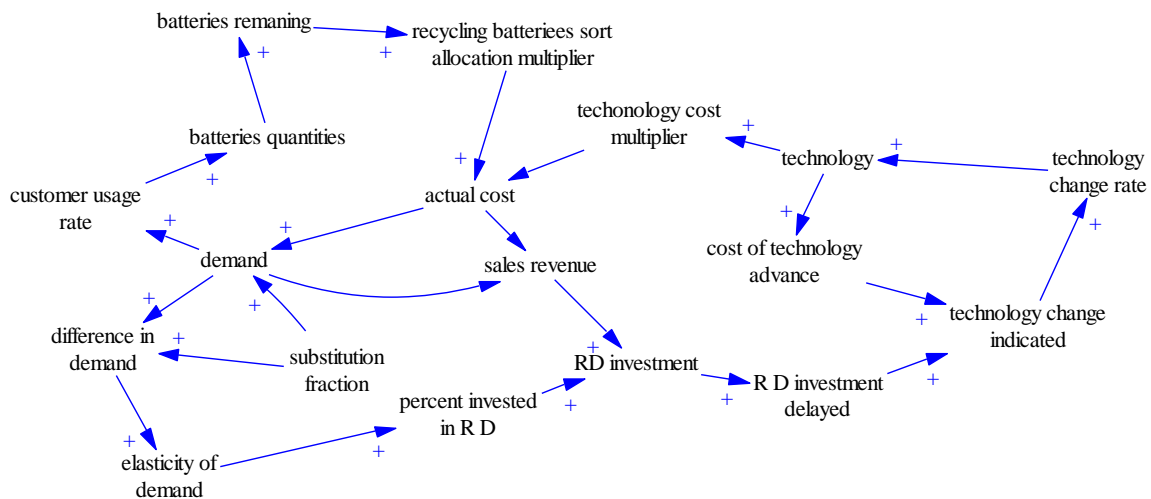 batteries remaning
recycling batteriees sort
allocation multiplier
+
+
techonology cost
multiplier
+
batteries quantities
+
technology
technology
change rate
+
+
customer usage
rate
actual cost
+
+
+
cost of technology
advance
+
demand
sales revenue
+
+
+
technology change
indicated
difference in
demand
+
substitution
fraction
+
RD investment
+
R D investment
delayed
+
+
percent invested
in R D
+
+
elasticity of
demand